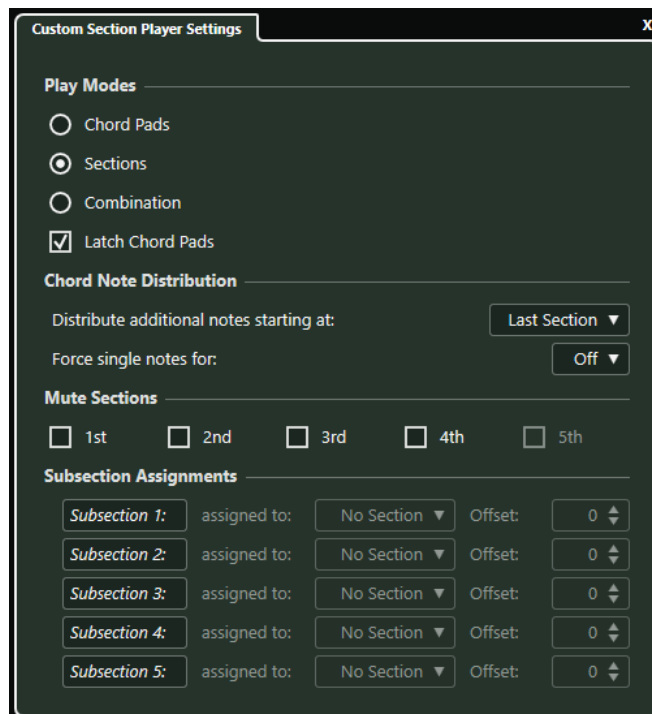 Custom Section Player Settings X
Play Modes
Chord Pads
Sections
Combination
Latch Chord Pads
Chord Note Distribution
Distribute additional notes starting at: Last Section
Force single notes for: Off
Mute Sections
1st 2nd 3rd 4th 5th
Subsection Assignments
Subsection 1: assigned to: No Section Offset: 0
Subsection 2: assigned to: No Section Offset: 0
Subsection 3: assigned to: No Section Offset: 0
Subsection 4: assigned to: No Section Offset: 0
Subsection 5: assigned to: No Section Offset: 0